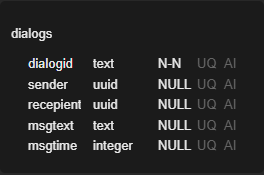 dialogs
dialogid text N-N UQ AI
sender uuid NULL UQ AI
recepient uuid NULL UQ AI
msgtext text NULL UQ AI
msgtime integer NULL UQ AI